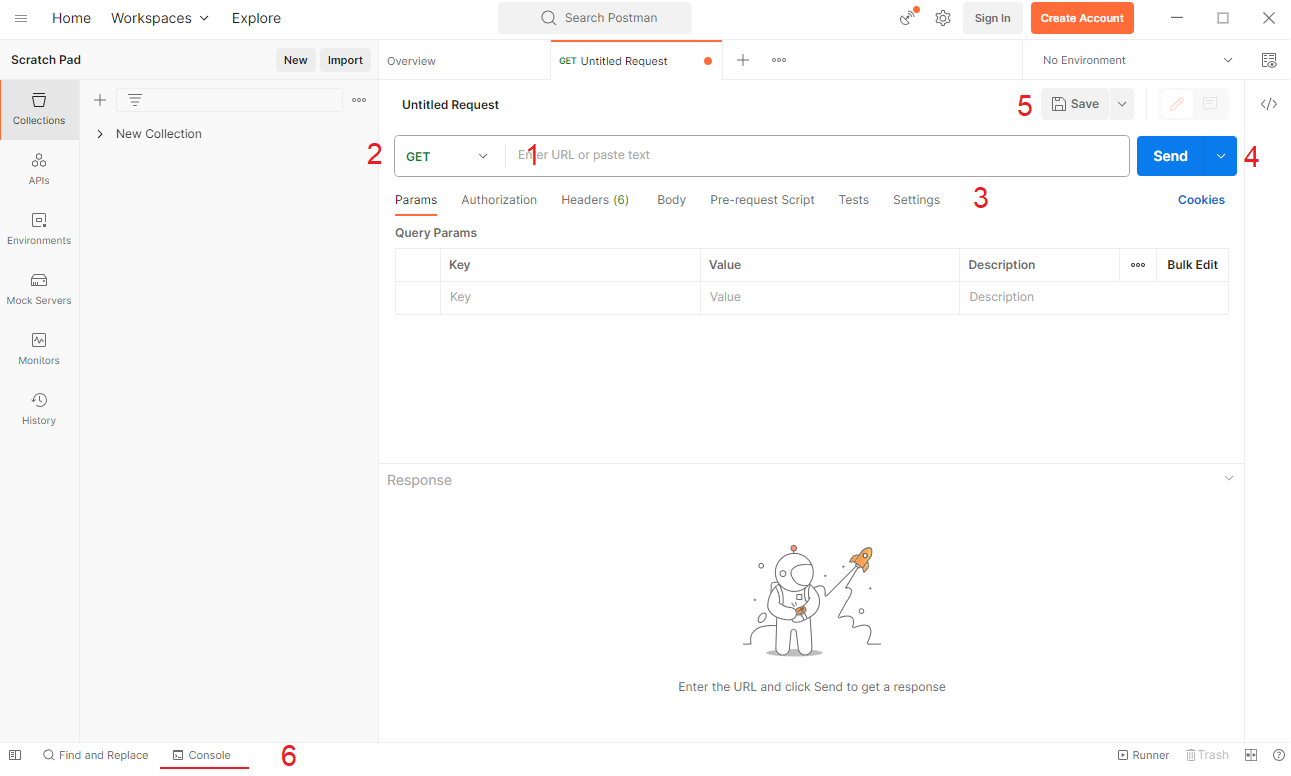 Home Workspaces Explore Search Postman Sign In Create Account
Scratch Pad New Import Overview GET Untitled Request No Environment
Collections
New Collection
APIs
Environments
Mock Servers
Monitors
History
Untitled Request 5 Save </>
2 GET 1 Enter URL or paste text Send 4
Params Authorization Headers (6) Body Pre-request Script Tests Settings 3 Cookies
Query Params
Key Value Description Bulk Edit
Key Value Description
Response
Enter the URL and click Send to get a response
Find and Replace Console 6 Runner Trash